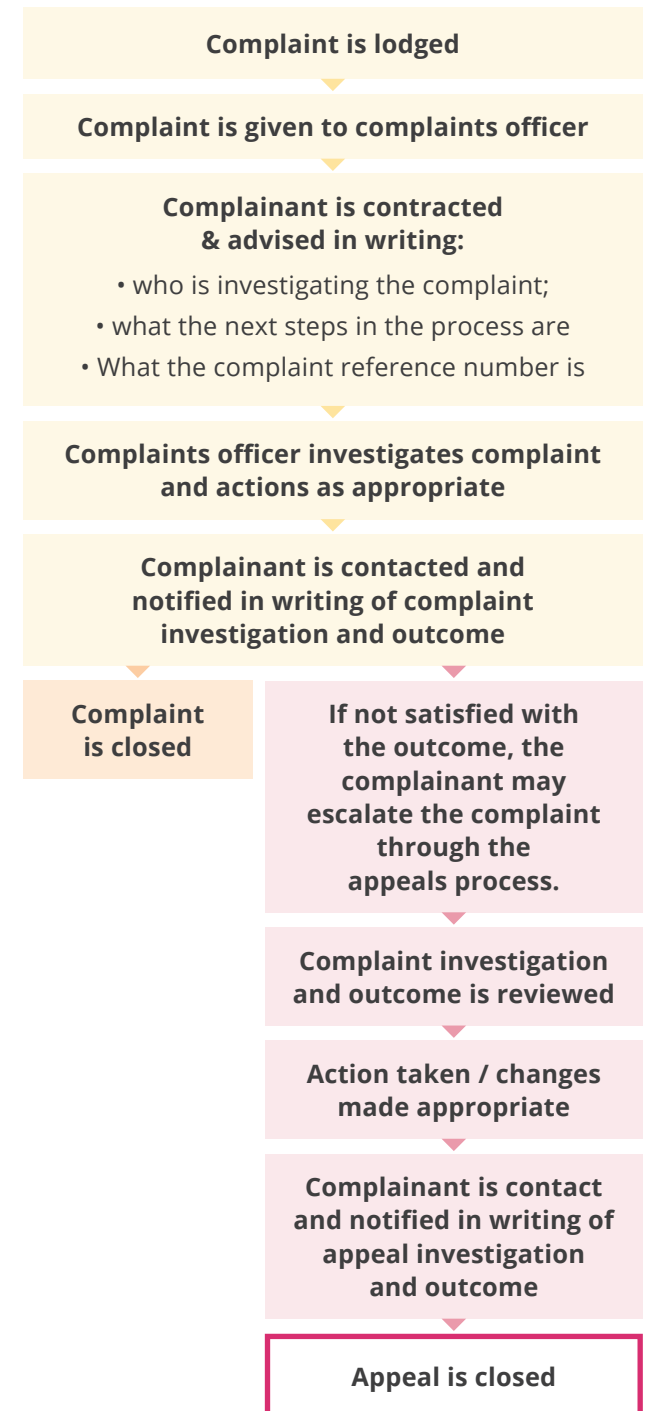 Complaint is lodged
Complaint is given to complaints officer
Complainant is contracted
& advised in writing:
• who is investigating the complaint;
• what the next steps in the process are
• What the complaint reference number is
Complaints officer investigates complaint
and actions as appropriate
Complainant is contacted and
notified in writing of complaint
investigation and outcome
Complaint
is closed
If not satisfied with
the outcome, the
complainant may
escalate the complaint
through the
appeals process.
Complaint investigation
and outcome is reviewed
Action taken / changes
made appropriate
Complainant is contact
and notified in writing of
appeal investigation
and outcome
Appeal is closed